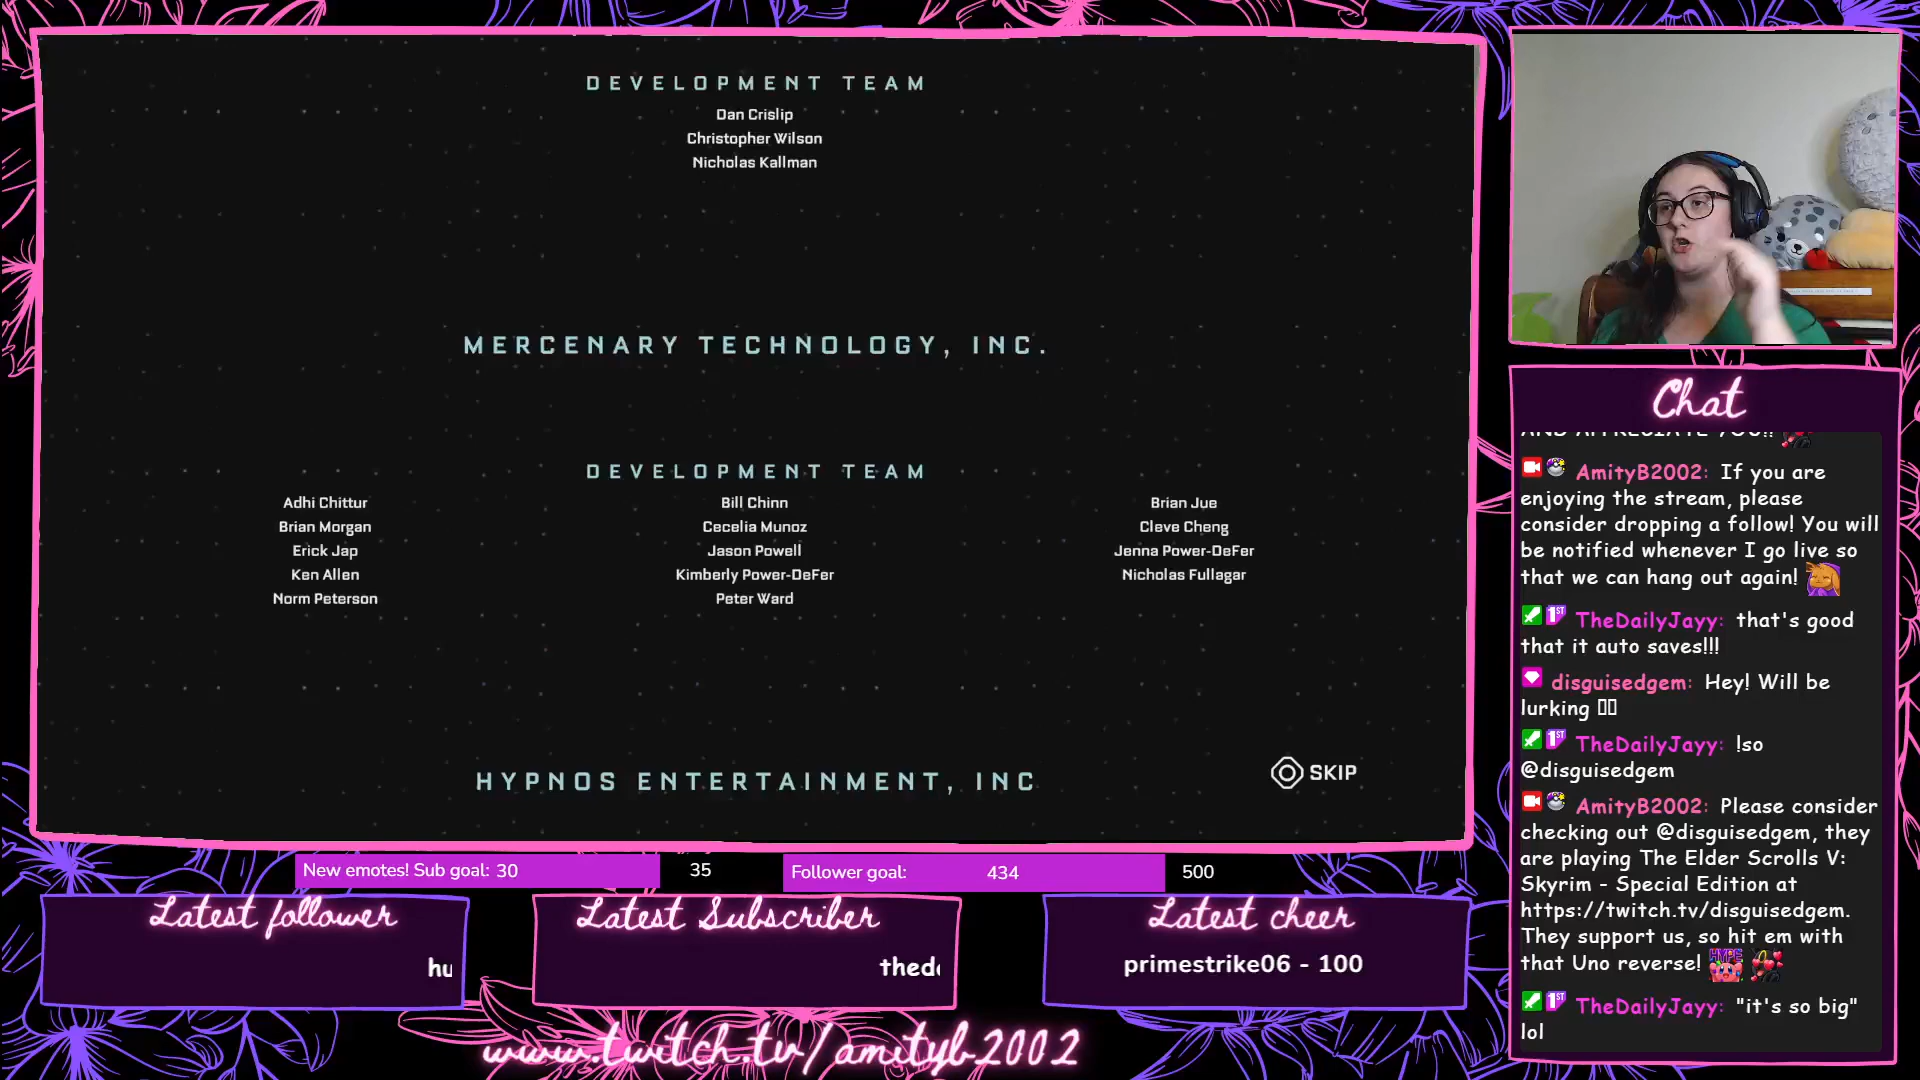 DEVELOPMENT TEAM
Dan Crislip
Christopher Wilson
Nicholas Kallman
MERCENARY TECHNOLOGY, INC.
DEVELOPMENT TEAM
Adhi Chittur
Brian Morgan
Erick Jap
Ken Allen
Norm Peterson
Bill Chinn
Cecelia Munoz
Jason Powell
Kimberly Power-DeFer
Peter Ward
Brian Jue
Cleve Cheng
Jenna Power-DeFer
Nicholas Fullagar
HYPNOS ENTERTAINMENT, INC
SKIP
New emotes! Sub goal: 30
35
Follower goal: 434
500
Latest follower
hu
Latest Subscriber
thed
Latest cheer
primestrike06 - 100
www.twitch.tv/amityb2002
Chat
AND APPRECIATE YOU!!
AmityB2002: If you are
enjoying the stream, please
consider dropping a follow! You will
be notified whenever I go live so
that we can hang out again!
TheDailyJayy: that's good
that it auto saves!!!
disguisedgem: Hey! Will be
lurking
TheDailyJayy: !so
@disguisedgem
AmityB2002: Please consider
checking out @disguisedgem, they
are playing The Elder Scrolls V:
Skyrim - Special Edition at
https://twitch.tv/disguisedgem.
They support us, so hit em with
that Uno reverse! HYPE
TheDailyJayy: "it's so big"
lol